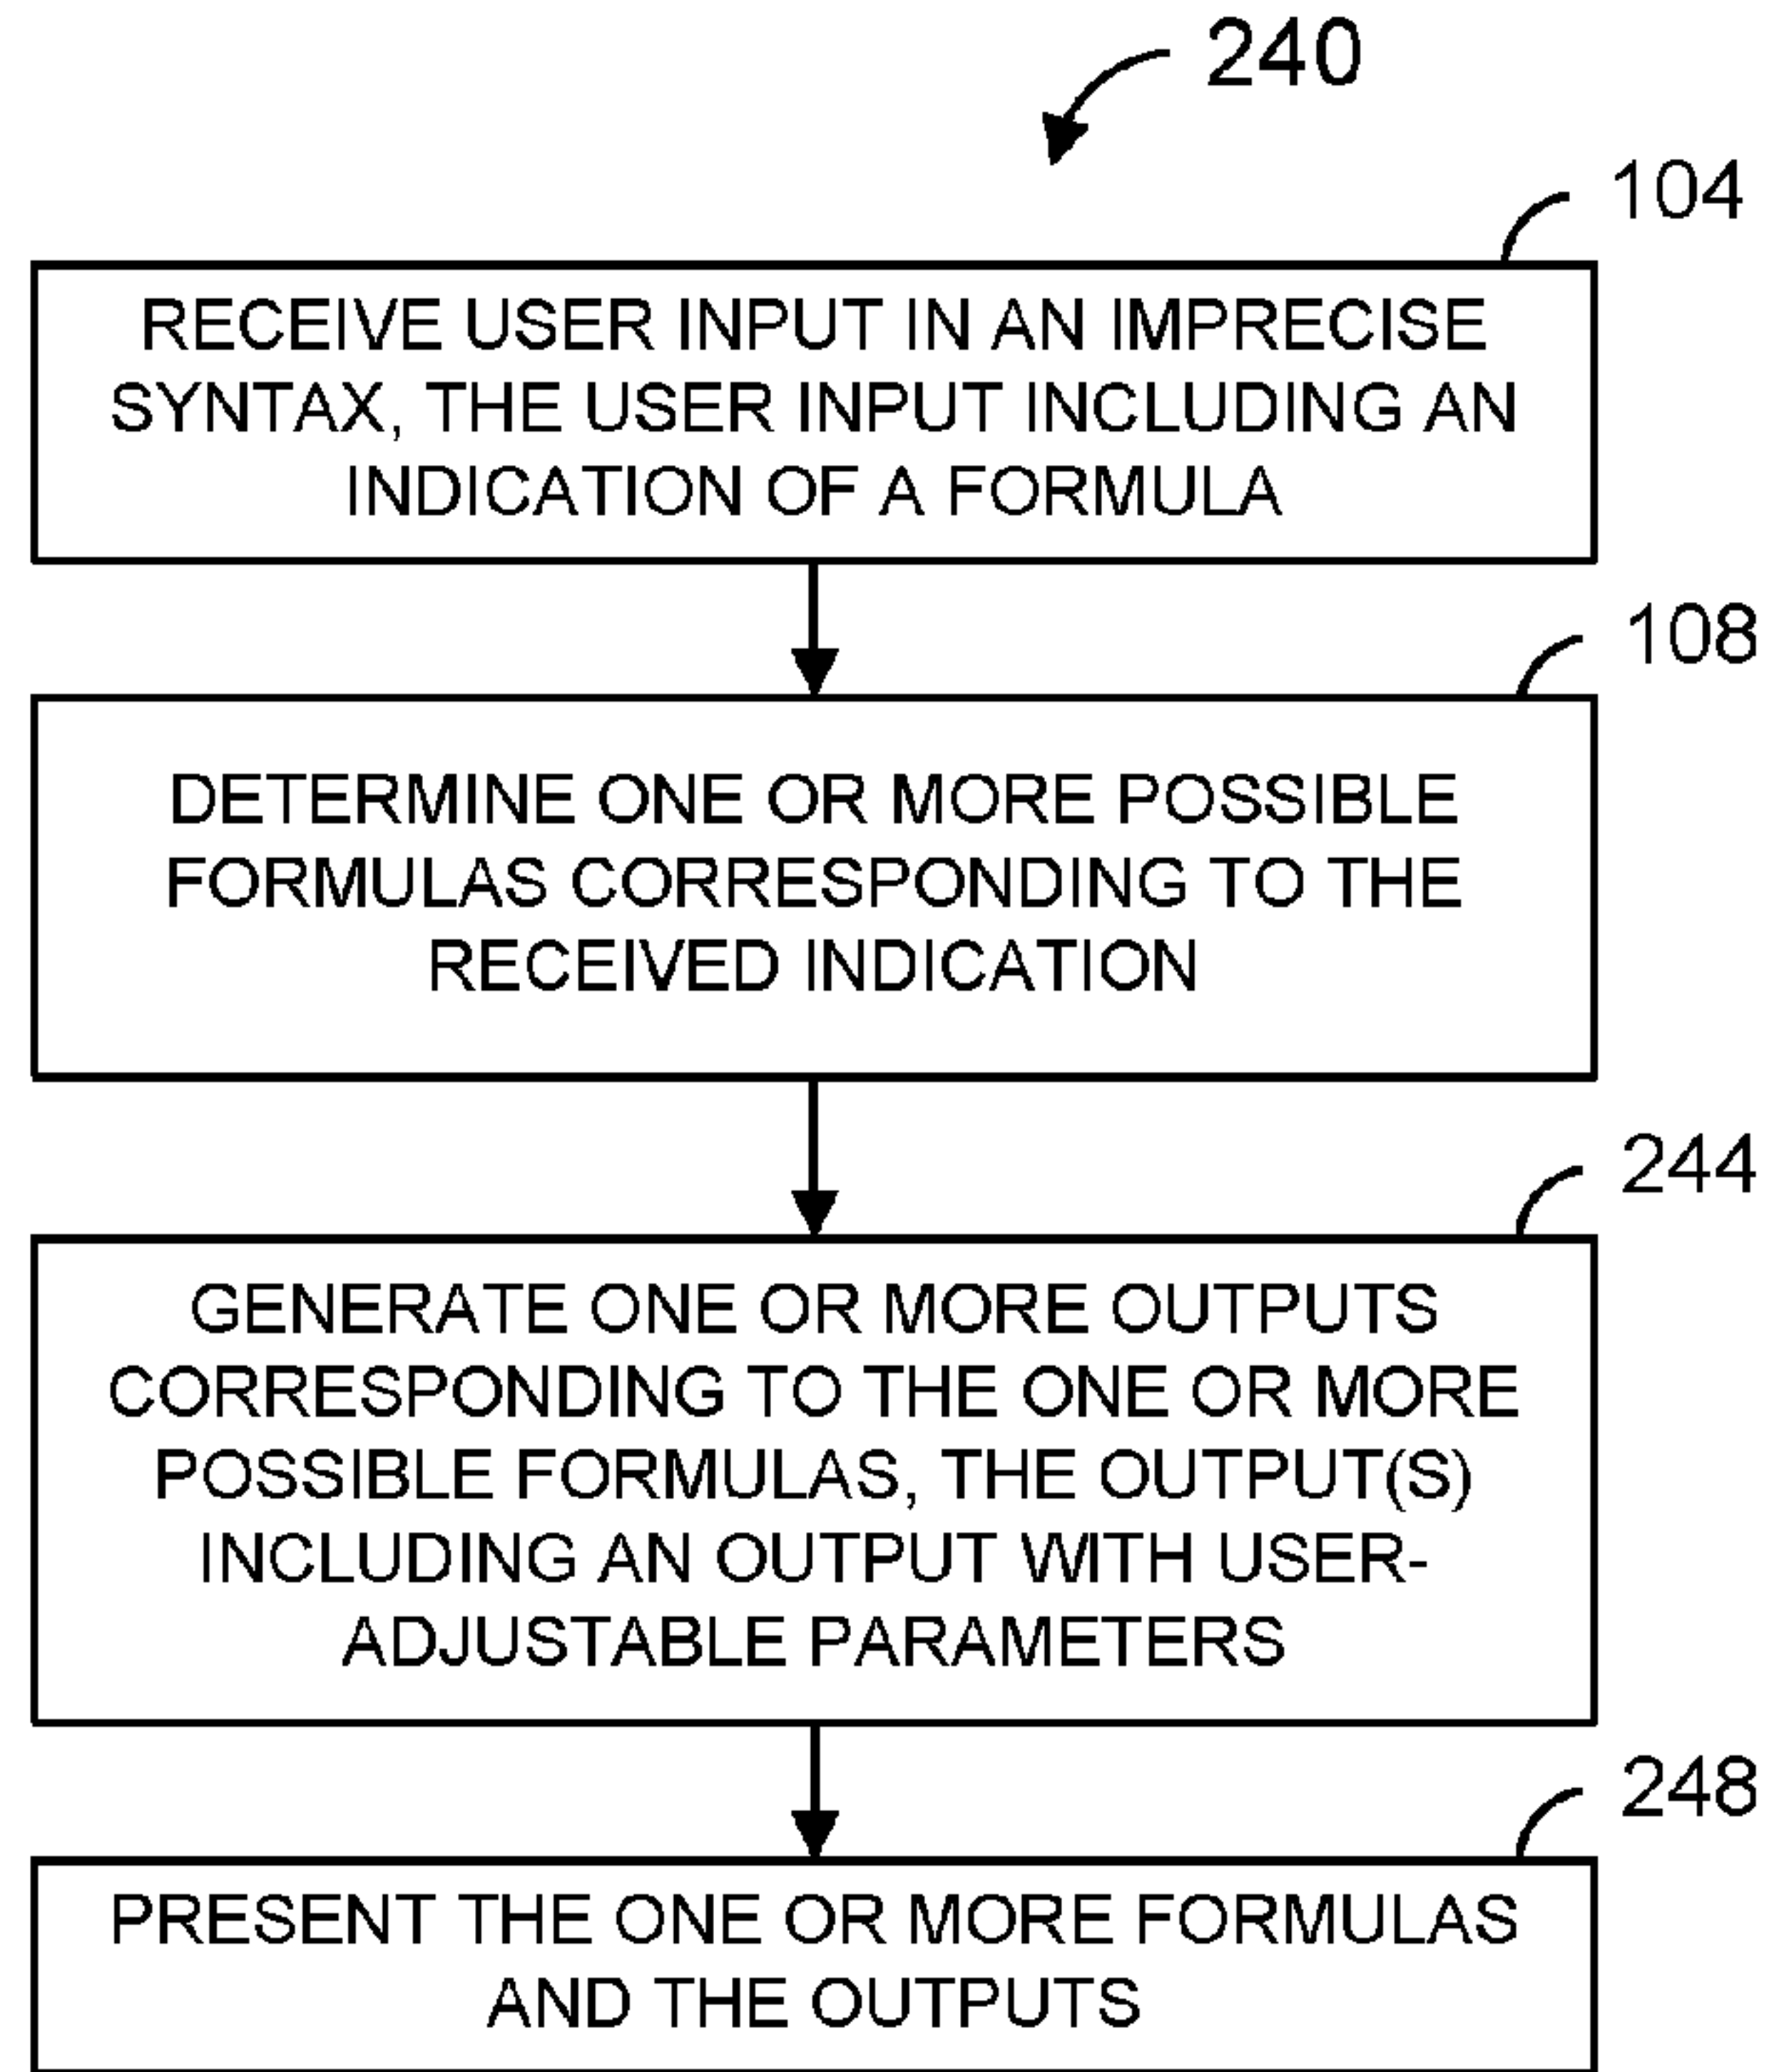 240
104
RECEIVE USER INPUT IN AN IMPRECISE
SYNTAX, THE USER INPUT INCLUDING AN
INDICATION OF A FORMULA
108
DETERMINE ONE OR MORE POSSIBLE
FORMULAS CORRESPONDING TO THE
RECEIVED INDICATION
244
GENERATE ONE OR MORE OUTPUTS
CORRESPONDING TO THE ONE OR MORE
POSSIBLE FORMULAS, THE OUTPUT(S)
INCLUDING AN OUTPUT WITH USER-
ADJUSTABLE PARAMETERS
248
PRESENT THE ONE OR MORE FORMULAS
AND THE OUTPUTS